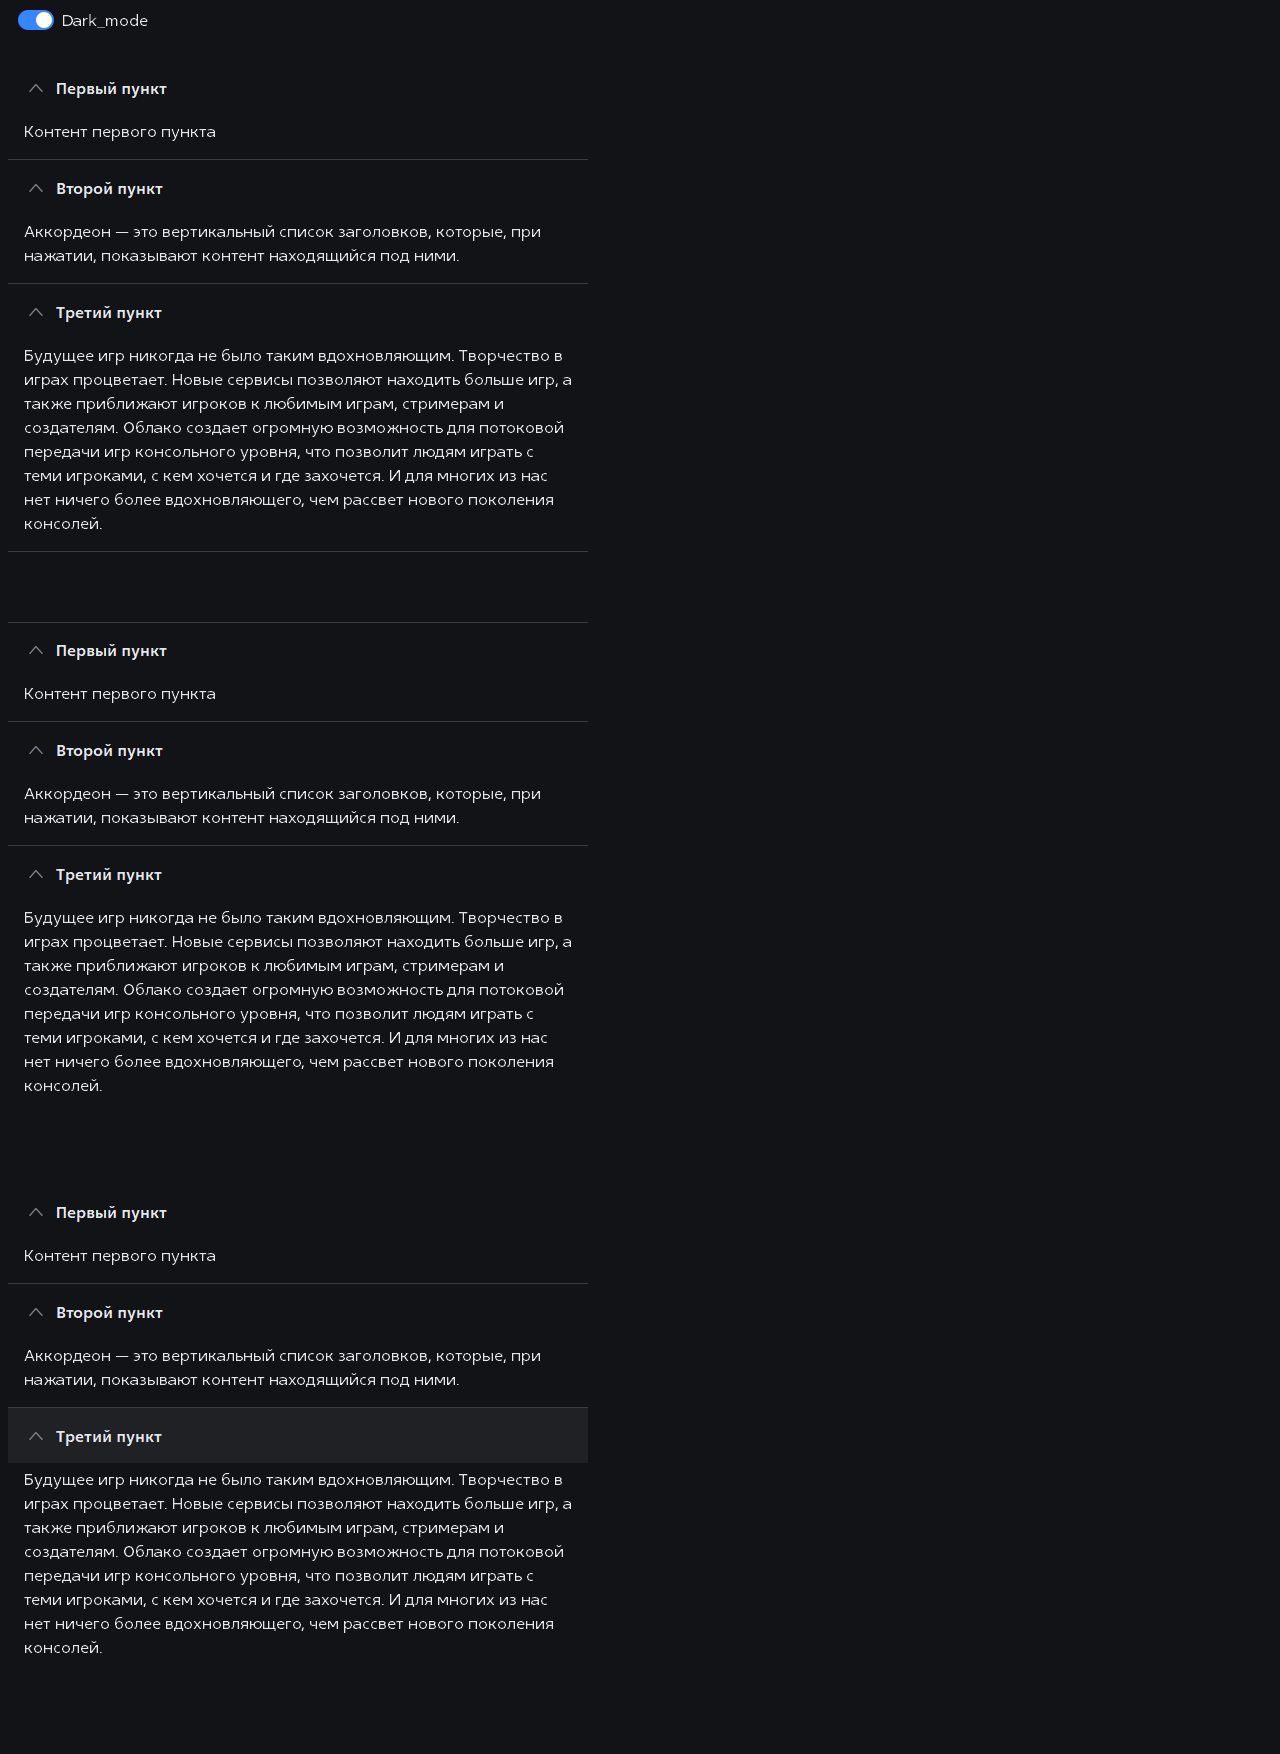 Dark_mode
Первый пункт
Контент первого пункта
Второй пункт
Аккордеон — это вертикальный список заголовков, которые, при
нажатии, показывают контент находящийся под ними.
Третий пункт
Будущее игр никогда не было таким вдохновляющим. Творчество в
играх процветает. Новые сервисы позволяют находить больше игр, а
также приближают игроков к любимым играм, стримерам и
создателям. Облако создает огромную возможность для потоковой
передачи игр консольного уровня, что позволит людям играть с
теми игроками, с кем хочется и где захочется. И для многих из нас
нет ничего более вдохновляющего, чем рассвет нового поколения
консолей.
Первый пункт
Контент первого пункта
Второй пункт
Аккордеон — это вертикальный список заголовков, которые, при
нажатии, показывают контент находящийся под ними.
Третий пункт
Будущее игр никогда не было таким вдохновляющим. Творчество в
играх процветает. Новые сервисы позволяют находить больше игр, а
также приближают игроков к любимым играм, стримерам и
создателям. Облако создает огромную возможность для потоковой
передачи игр консольного уровня, что позволит людям играть с
теми игроками, с кем хочется и где захочется. И для многих из нас
нет ничего более вдохновляющего, чем рассвет нового поколения
консолей.
Первый пункт
Контент первого пункта
Второй пункт
Аккордеон — это вертикальный список заголовков, которые, при
нажатии, показывают контент находящийся под ними.
Третий пункт
Будущее игр никогда не было таким вдохновляющим. Творчество в
играх процветает. Новые сервисы позволяют находить больше игр, а
также приближают игроков к любимым играм, стримерам и
создателям. Облако создает огромную возможность для потоковой
передачи игр консольного уровня, что позволит людям играть с
теми игроками, с кем хочется и где захочется. И для многих из нас
нет ничего более вдохновляющего, чем рассвет нового поколения
консолей.